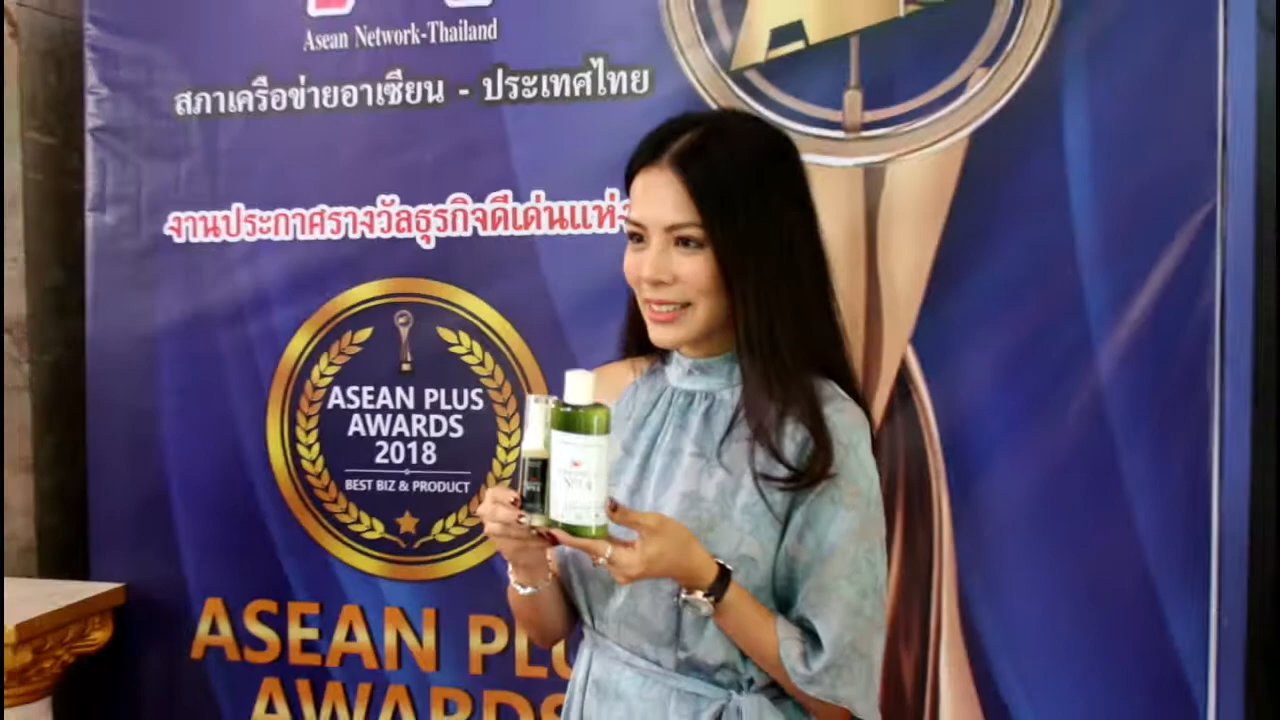 Asean Network-Thailand
สภาเครือข่ายอาเซียน - ประเทศไทย
งานประกาศรางวัลธุรกิจดีเด่นแห่ง
ASEAN PLUS
AWARDS
2018
BEST BIZ & PRODUCT
ASEAN PLU
AWARDS